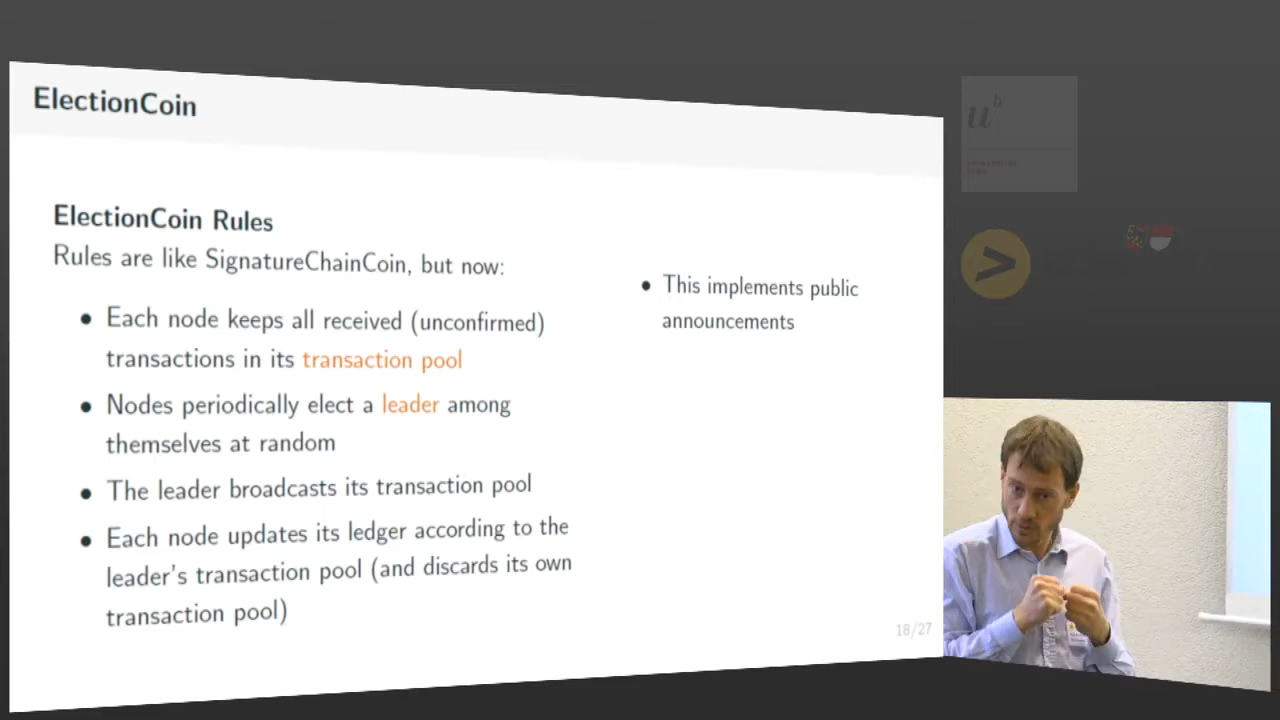 ElectionCoin
ElectionCoin Rules
Rules are like SignatureChainCoin, but now:
• Each node keeps all received (unconfirmed)
transactions in its transaction pool
• Nodes periodically elect a leader among
themselves at random
• The leader broadcasts its transaction pool
• Each node updates its ledger according to the
leader's transaction pool (and discards its own
transaction pool)
• This implements public
announcements
18/27
u^b